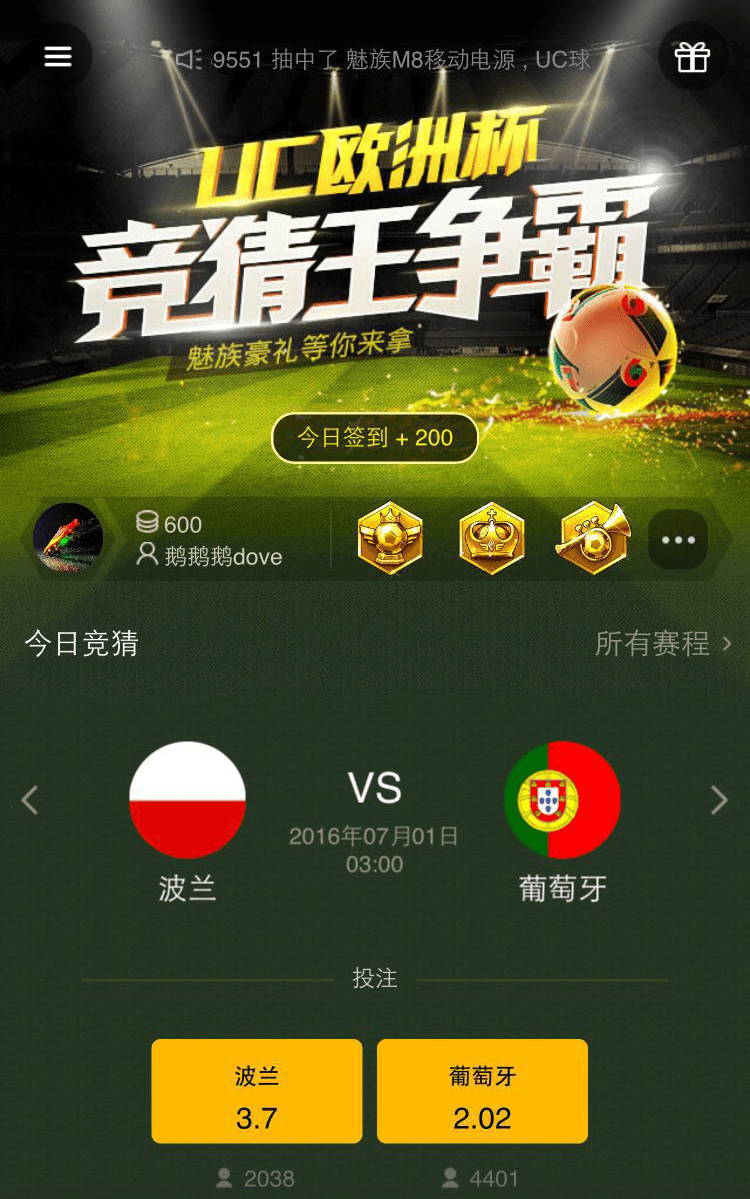 9551 抽中了 魅族M8移动电源 , UC球
UC欧洲杯
竞猜王争霸
魅族豪礼等你来拿
今日签到 + 200
600
鹅鹅鹅dove
今日竞猜
所有赛程
VS
2016年07月01日
03:00
波兰
葡萄牙
投注
波兰
3.7
葡萄牙
2.02
2038
4401